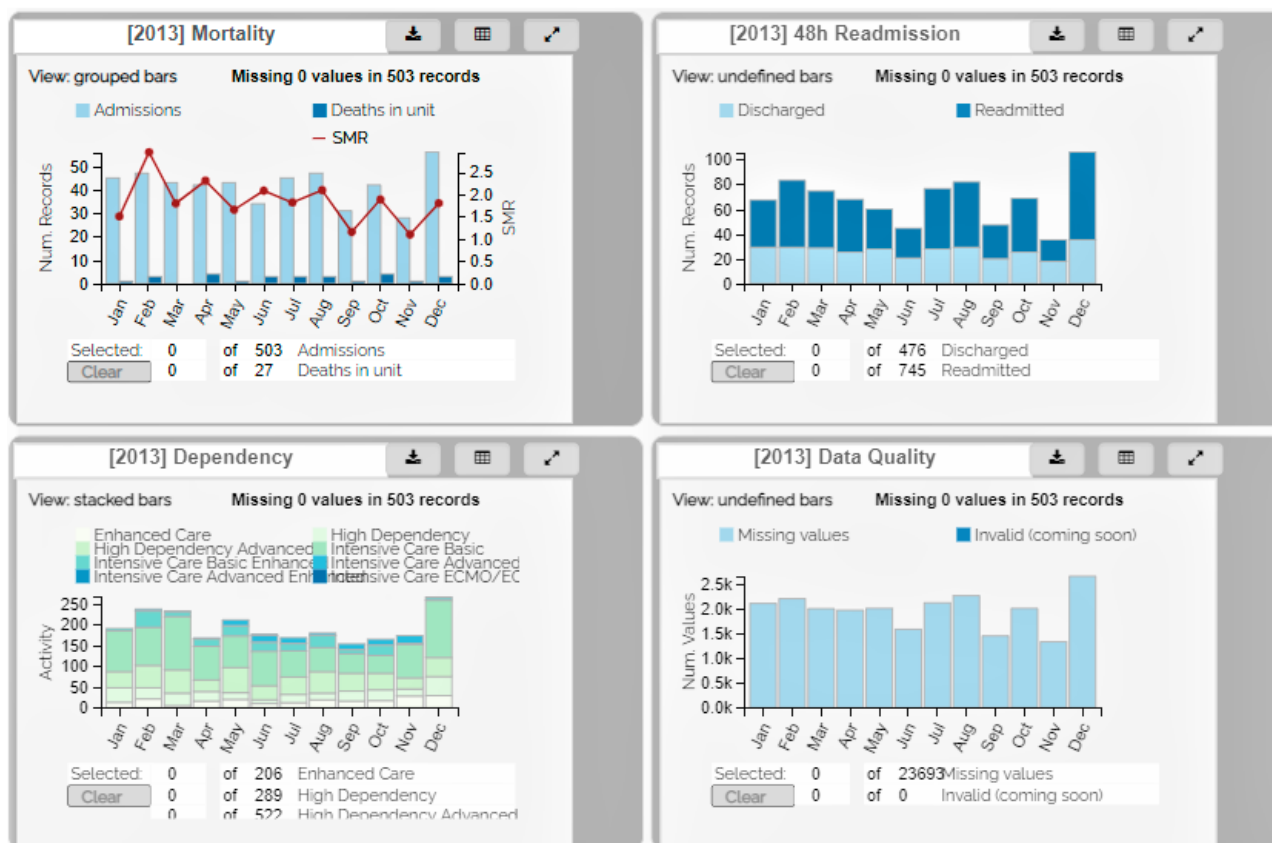 [2013] Mortality
View: grouped bars Missing 0 values in 503 records
Admissions Deaths in unit
SMR
Num. Records
50
40
30
20
10
0
2.5
2.0
1.5
1.0
0.5
0.0
SMR
Jan Feb Mar Apr May Jun Jul Aug Sep Oct Nov Dec
Selected: 0 of 503 Admissions
Clear 0 of 27 Deaths in unit
[2013] 48h Readmission
View: undefined bars Missing 0 values in 503 records
Discharged Readmitted
Num. Records
100
80
60
40
20
0
Jan Feb Mar Apr May Jun Jul Aug Sep Oct Nov Dec
Selected: 0 of 476 Discharged
Clear 0 of 745 Readmitted
[2013] Dependency
View: stacked bars Missing 0 values in 503 records
Enhanced Care High Dependency
High Dependency Advanced Intensive Care Basic
Intensive Care Basic Enhance Intensive Care Advanced
Intensive Care Advanced Enh Intensive Care ECMO/EC
Activity
250
200
150
100
50
0
Jan Feb Mar Apr May Jun Jul Aug Sep Oct Nov Dec
Selected: 0 of 206 Enhanced Care
Clear 0 of 289 High Dependency
0 of 522 High Dependency Advanced
[2013] Data Quality
View: undefined bars Missing 0 values in 503 records
Missing values Invalid (coming soon)
Num. Values
2.5k
2.0k
1.5k
1.0k
0.5k
0.0k
Jan Feb Mar Apr May Jun Jul Aug Sep Oct Nov Dec
Selected: 0 of 23693 Missing values
Clear 0 of 0 Invalid (coming soon)